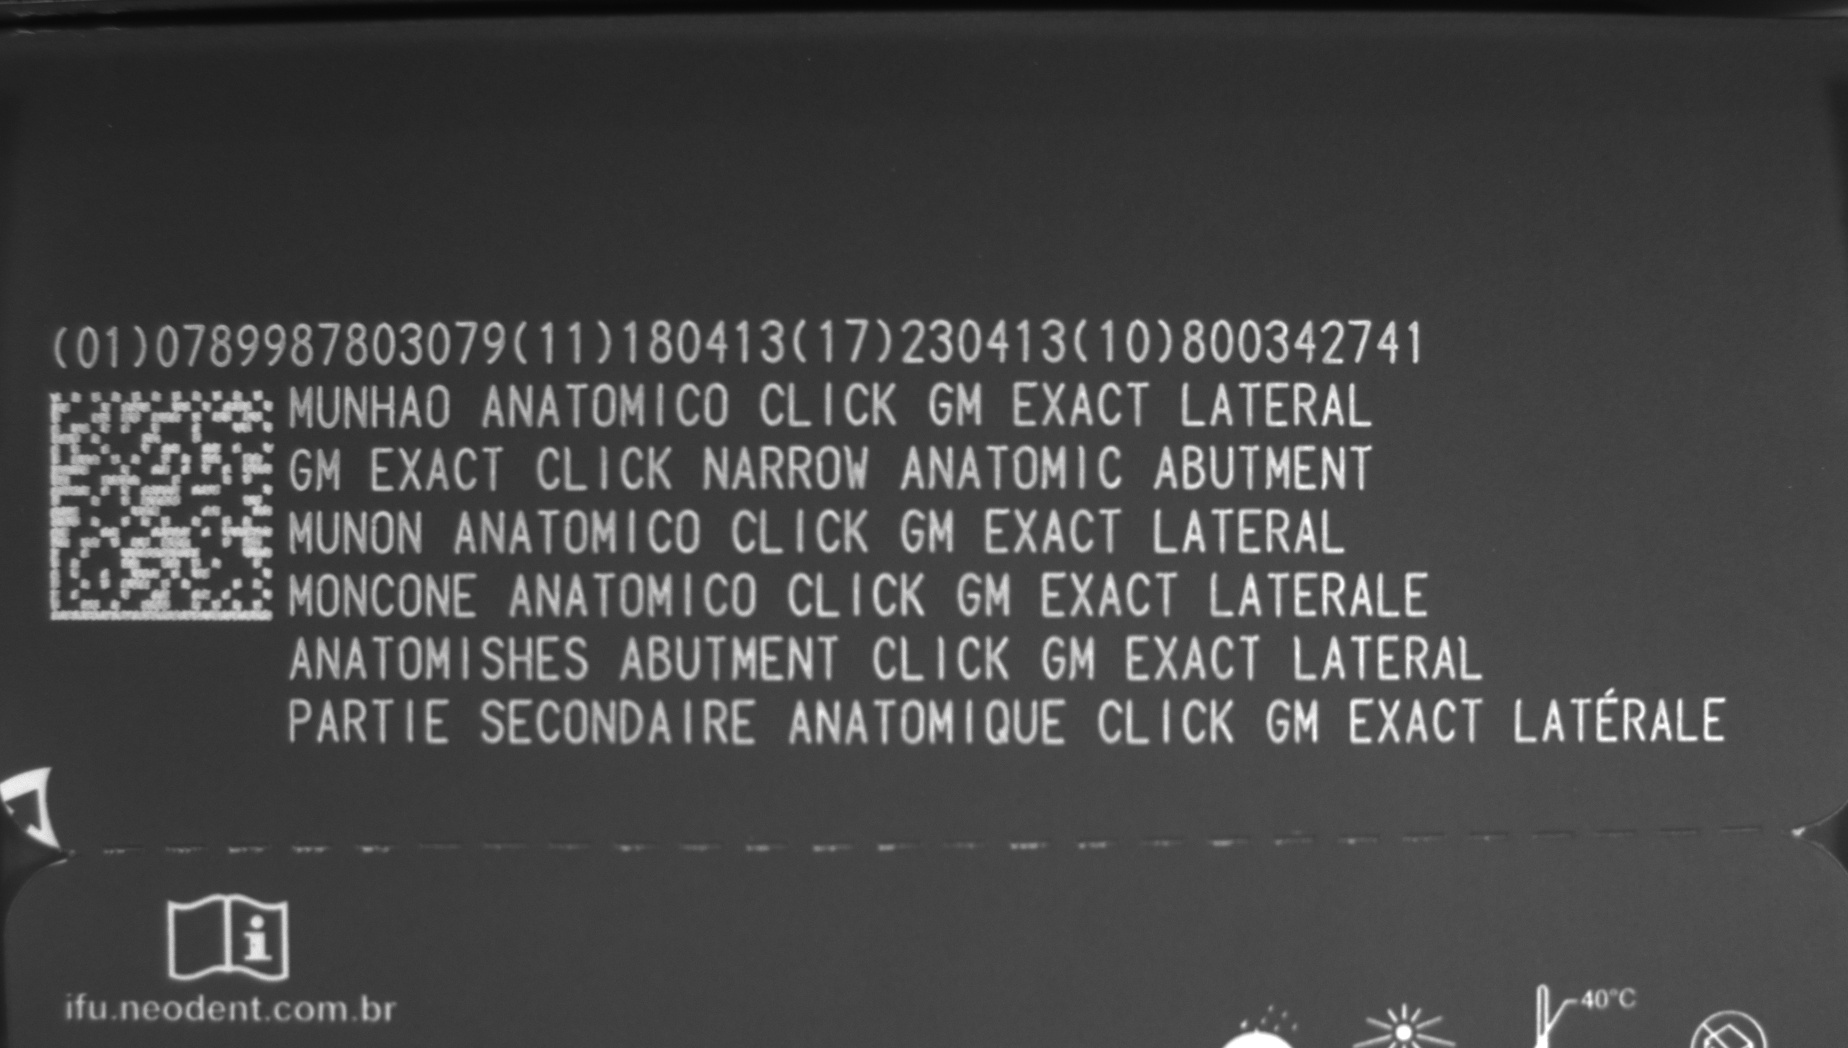 (01)0789987803079(11)180413(17)230413(10)800342741
MUNHAO ANATOMICO CLICK GM EXACT LATERAL
GM EXACT CLICK NARROW ANATOMIC ABUTMENT
MUNON ANATOMICO CLICK GM EXACT LATERAL
MONCONE ANATOMICO CLICK GM EXACT LATERALE
ANATOMISHES ABUTMENT CLICK GM EXACT LATERAL
PARTIE SECONDAIRE ANATOMIQUE CLICK GM EXACT LATÉRALE
i
ifu.neodent.com.br
40°C